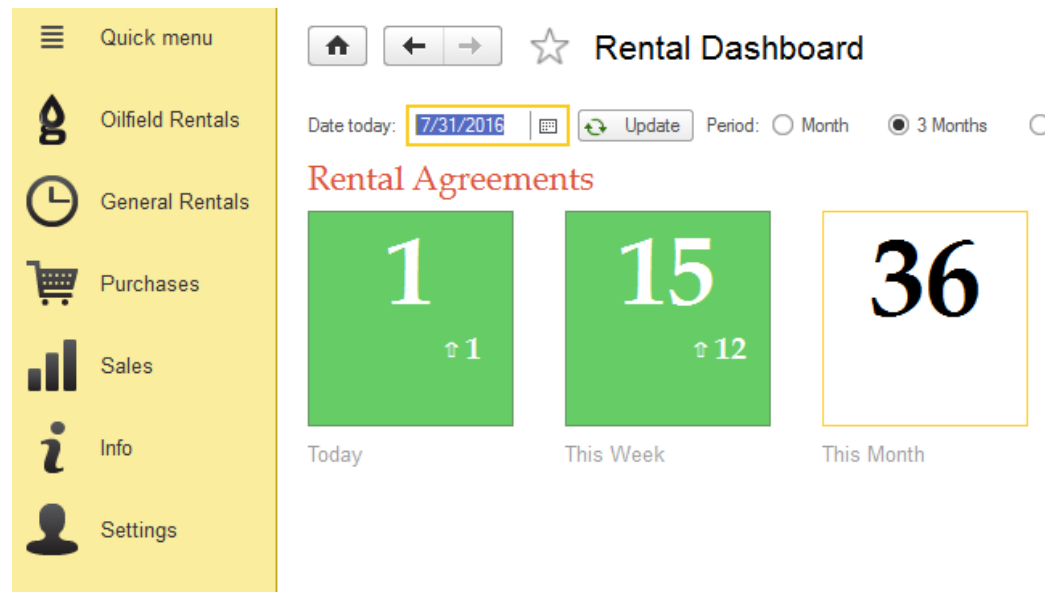 Quick menu
Oilfield Rentals
General Rentals
Purchases
Sales
Info
Settings
Rental Dashboard
Date today: 7/31/2016 Update Period: Month 3 Months
Rental Agreements
1 15 36
⇧1 ⇧12
Today This Week This Month